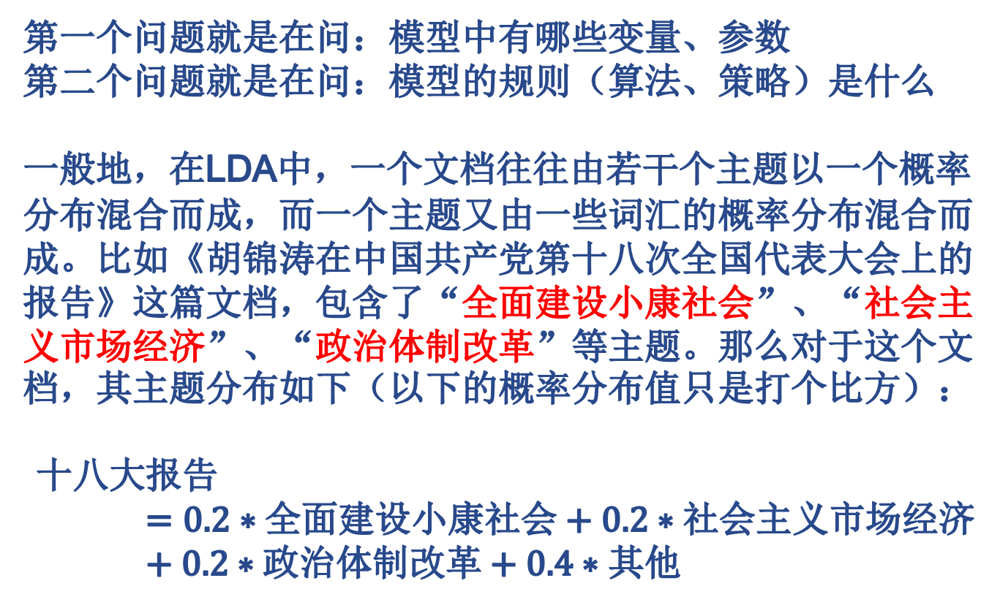 第一个问题就是在问：模型中有哪些变量、参数
第二个问题就是在问：模型的规则（算法、策略）是什么
一般地，在LDA中，一个文档往往由若干个主题以一个概率
分布混合而成，而一个主题又由一些词汇的概率分布混合而
成。比如《胡锦涛在中国共产党第十八次全国代表大会上的
报告》这篇文档，包含了“全面建设小康社会”、“社会主
义市场经济”、“政治体制改革”等主题。那么对于这个文
档，其主题分布如下（以下的概率分布值只是打个比方）：
十八大报告
= 0.2 * 全面建设小康社会 + 0.2 * 社会主义市场经济
+ 0.2 * 政治体制改革 + 0.4 * 其他